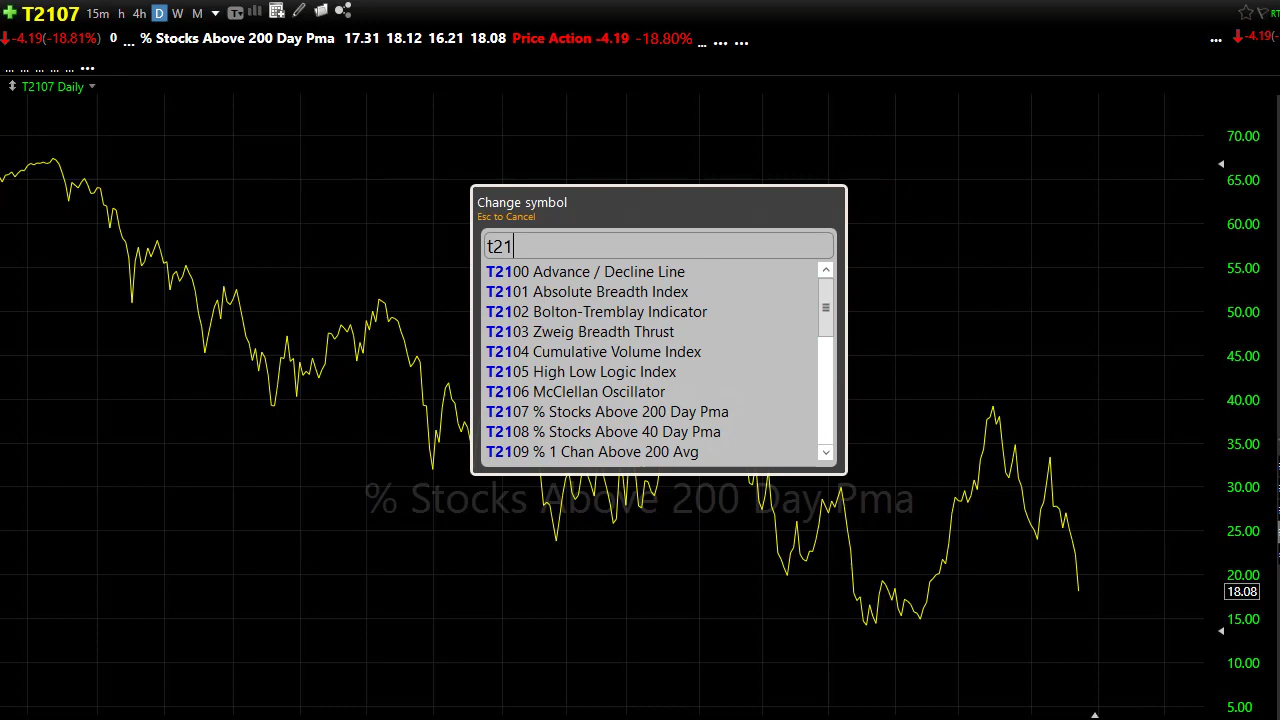 T2107 15m h 4h D W M T RT
-4.19(-18.81%) 0 ... % Stocks Above 200 Day Pma 17.31 18.12 16.21 18.08 Price Action -4.19 -18.80% ... ... ... ... -4.19(-
... ... ... ... ... ...
T2107 Daily
70.00
65.00
60.00
55.00
50.00
45.00
40.00
35.00
30.00
25.00
20.00
18.08
15.00
10.00
5.00
Change symbol
Esc to Cancel
t21
T2100 Advance / Decline Line
T2101 Absolute Breadth Index
T2102 Bolton-Tremblay Indicator
T2103 Zweig Breadth Thrust
T2104 Cumulative Volume Index
T2105 High Low Logic Index
T2106 McClellan Oscillator
T2107 % Stocks Above 200 Day Pma
T2108 % Stocks Above 40 Day Pma
T2109 % 1 Chan Above 200 Avg
% Stocks Above 200 Day Pma